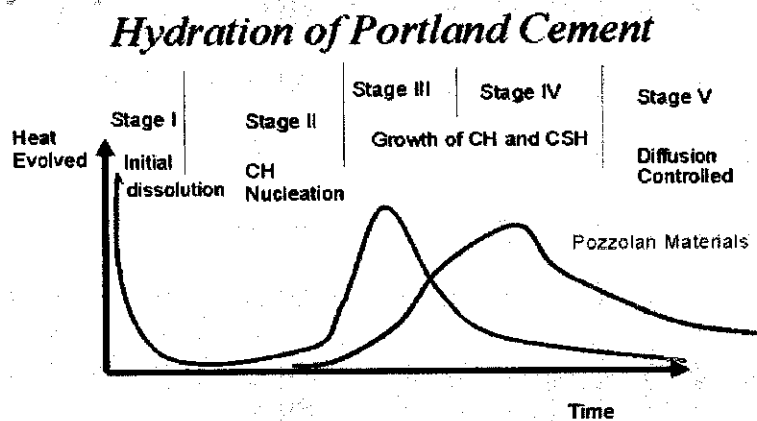 Hydration of Portland Cement
Stage I
Stage II
Stage III
Stage IV
Stage V
Heat
Evolved
Initial
dissolution
CH
Nucleation
Growth of CH and CSH
Diffusion
Controlled
Pozzolan Materials
Time